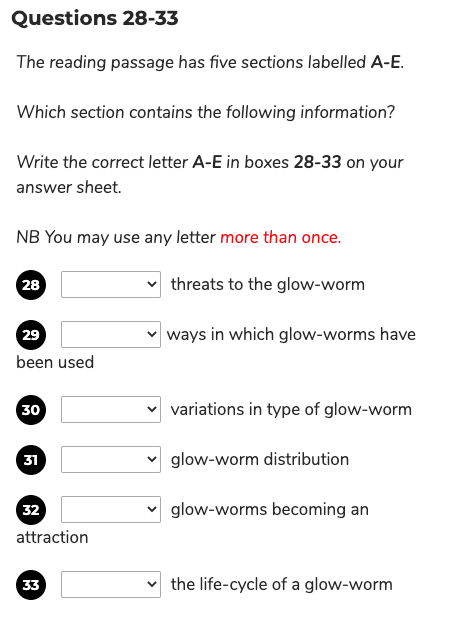 Questions 28-33
The reading passage has five sections labelled A-E.
Which section contains the following information?
Write the correct letter A-E in boxes 28-33 on your
answer sheet.
NB You may use any letter more than once.
28 threats to the glow-worm
29 ways in which glow-worms have
been used
30 variations in type of glow-worm
31 glow-worm distribution
32 glow-worms becoming an
attraction
33 the life-cycle of a glow-worm